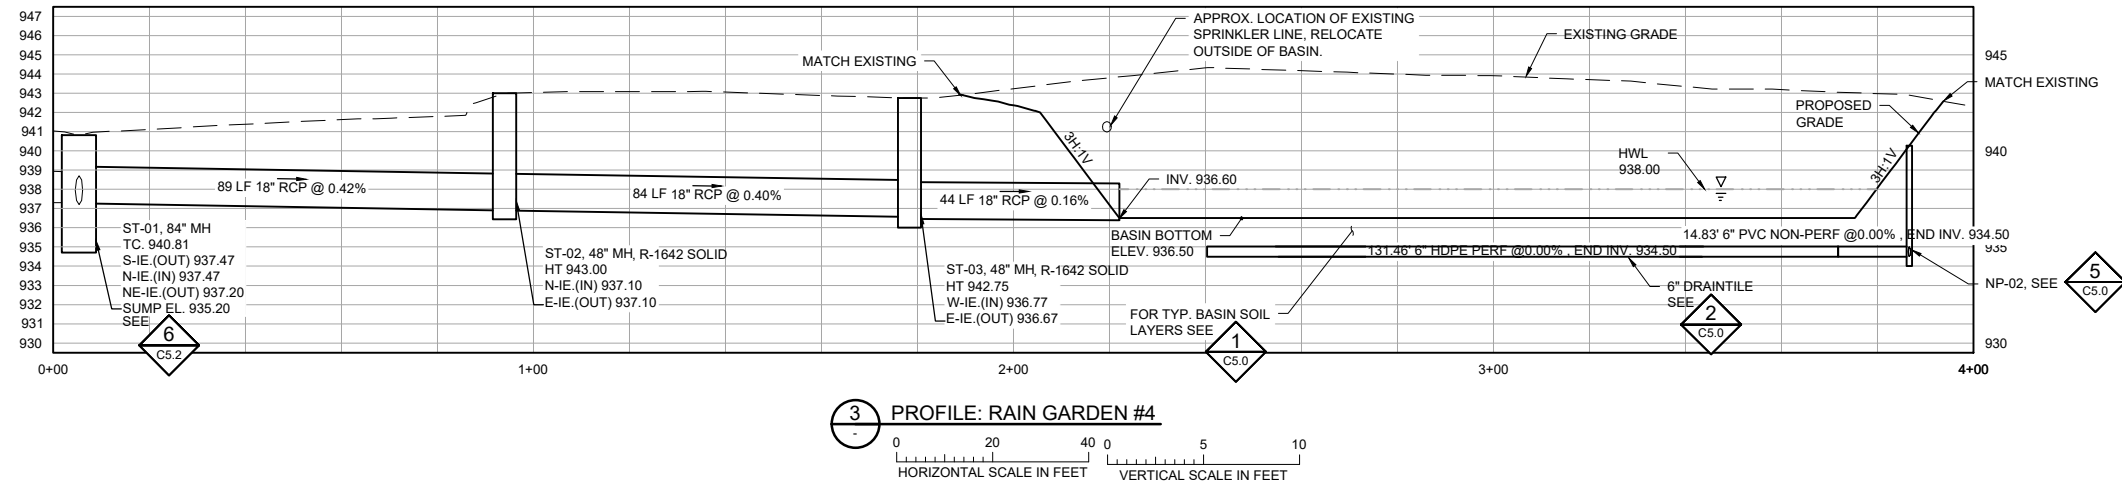 947
946
945
944
943
942
941
940
939
938
937
936
935
934
933
932
931
930
945
940
935
930
0+00
1+00
2+00
3+00
4+00
MATCH EXISTING
APPROX. LOCATION OF EXISTING
SPRINKLER LINE, RELOCATE
OUTSIDE OF BASIN.
EXISTING GRADE
MATCH EXISTING
PROPOSED
GRADE
3H:1V
HWL
938.00
3H:1V
89 LF 18" RCP @ 0.42%
84 LF 18" RCP @ 0.40%
44 LF 18" RCP @ 0.16%
INV. 936.60
ST-01, 84" MH
TC. 940.81
S-IE.(OUT) 937.47
N-IE.(IN) 937.47
NE-IE.(OUT) 937.20
SUMP EL. 935.20
SEE
6
C5.2
ST-02, 48" MH, R-1642 SOLID
HT 943.00
N-IE.(IN) 937.10
E-IE.(OUT) 937.10
ST-03, 48" MH, R-1642 SOLID
HT 942.75
W-IE.(IN) 936.77
E-IE.(OUT) 936.67
BASIN BOTTOM
ELEV. 936.50
131.46' 6" HDPE PERF @0.00% , END INV. 934.50
14.83' 6" PVC NON-PERF @0.00% , END INV. 934.50
FOR TYP. BASIN SOIL
LAYERS SEE
1
C5.0
6" DRAINTILE
SEE
2
C5.0
NP-02, SEE
5
C5.0
3
-
PROFILE: RAIN GARDEN #4
0 20 40
HORIZONTAL SCALE IN FEET
0 5 10
VERTICAL SCALE IN FEET